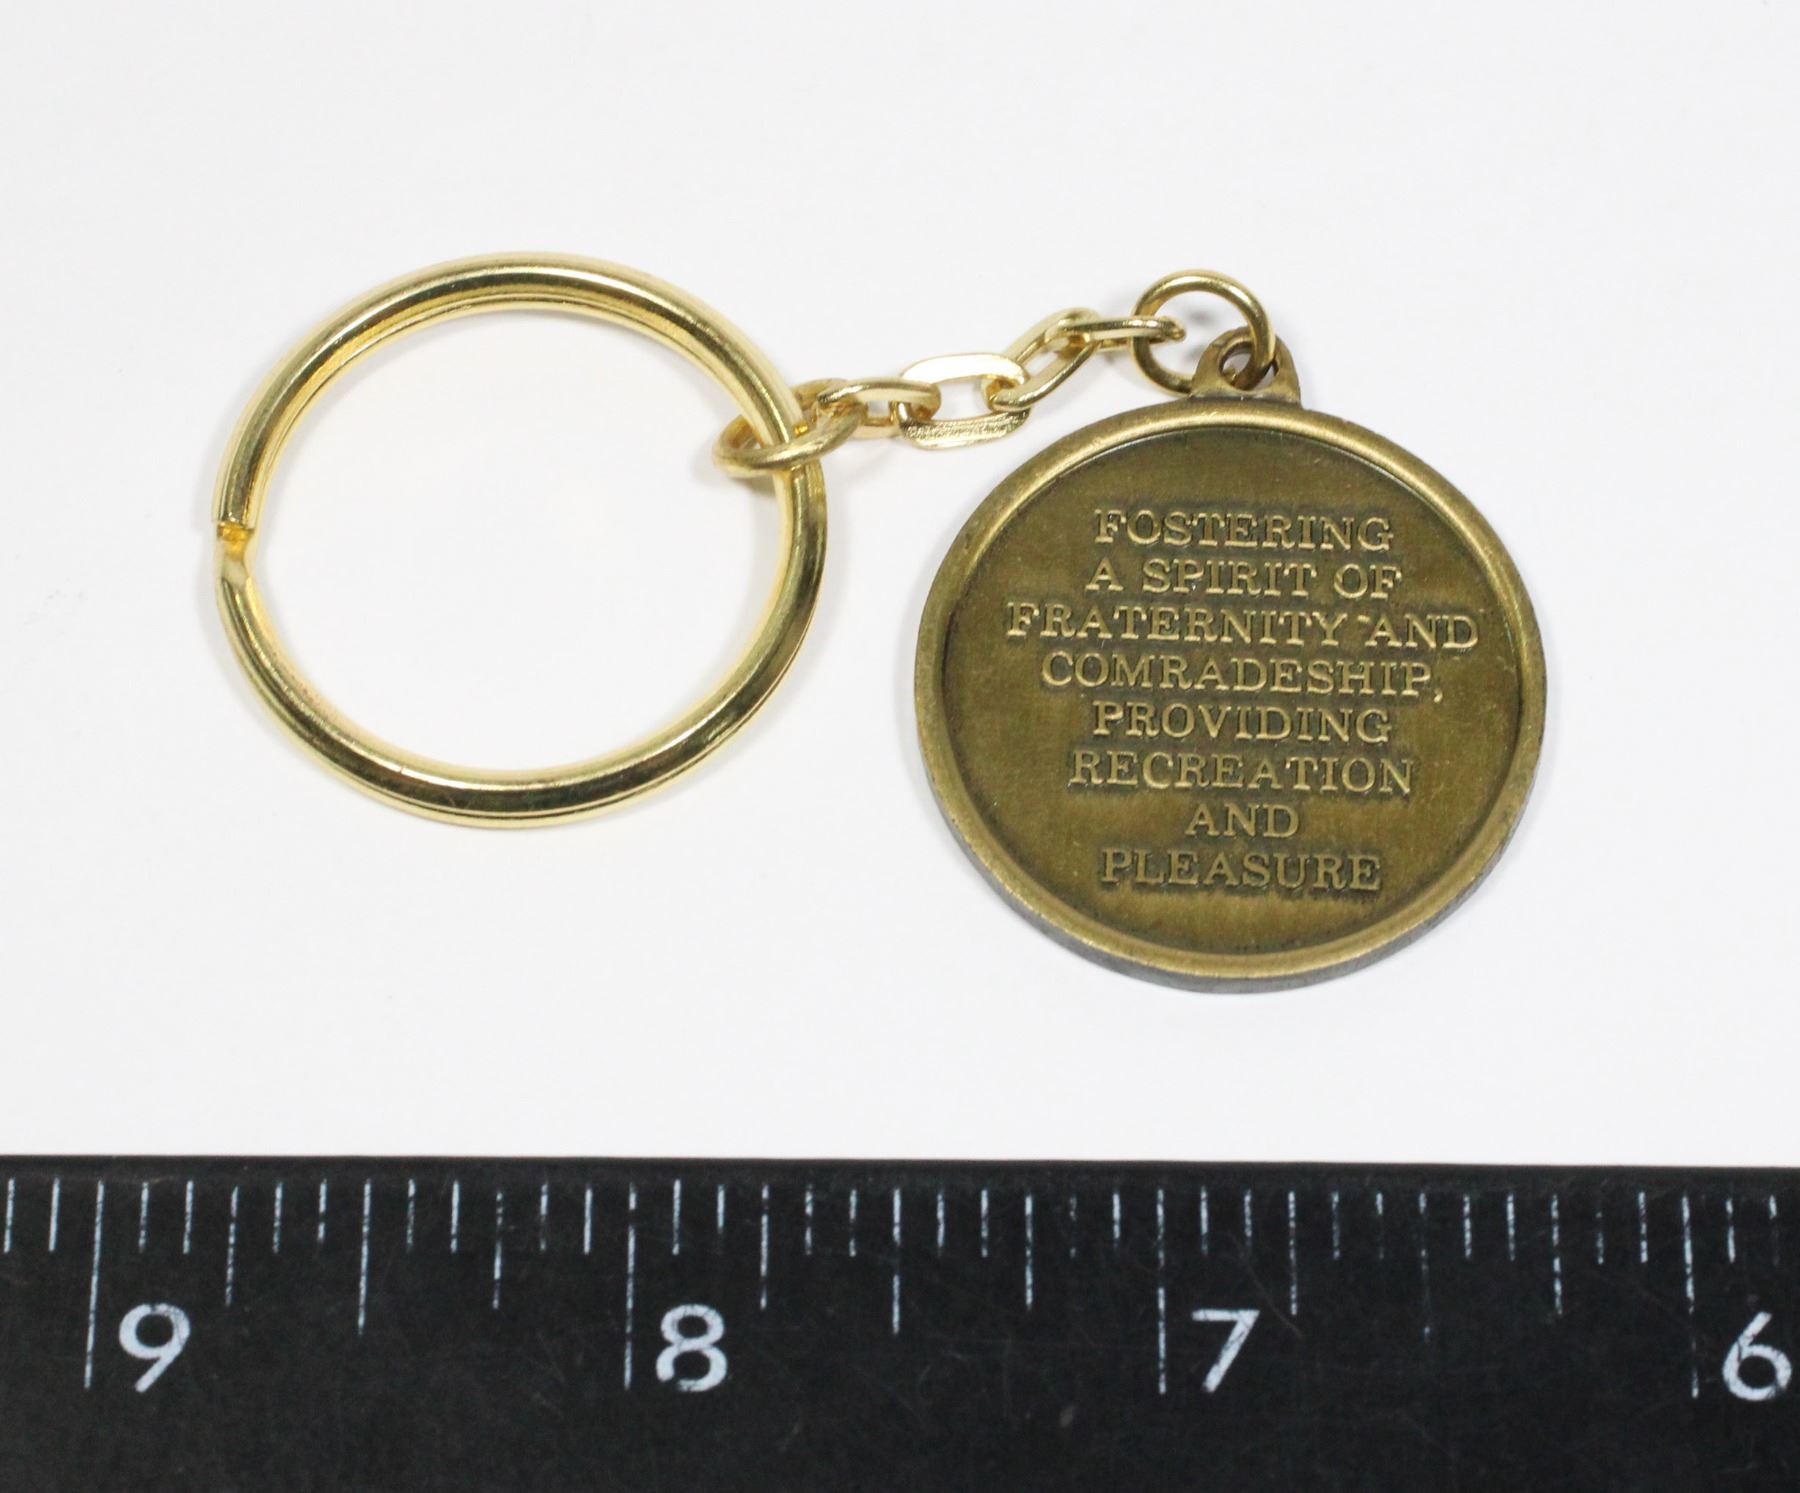 FOSTERING
A SPIRIT OF
FRATERNITY AND
COMRADESHIP,
PROVIDING
RECREATION
AND
PLEASURE
9 8 7 6